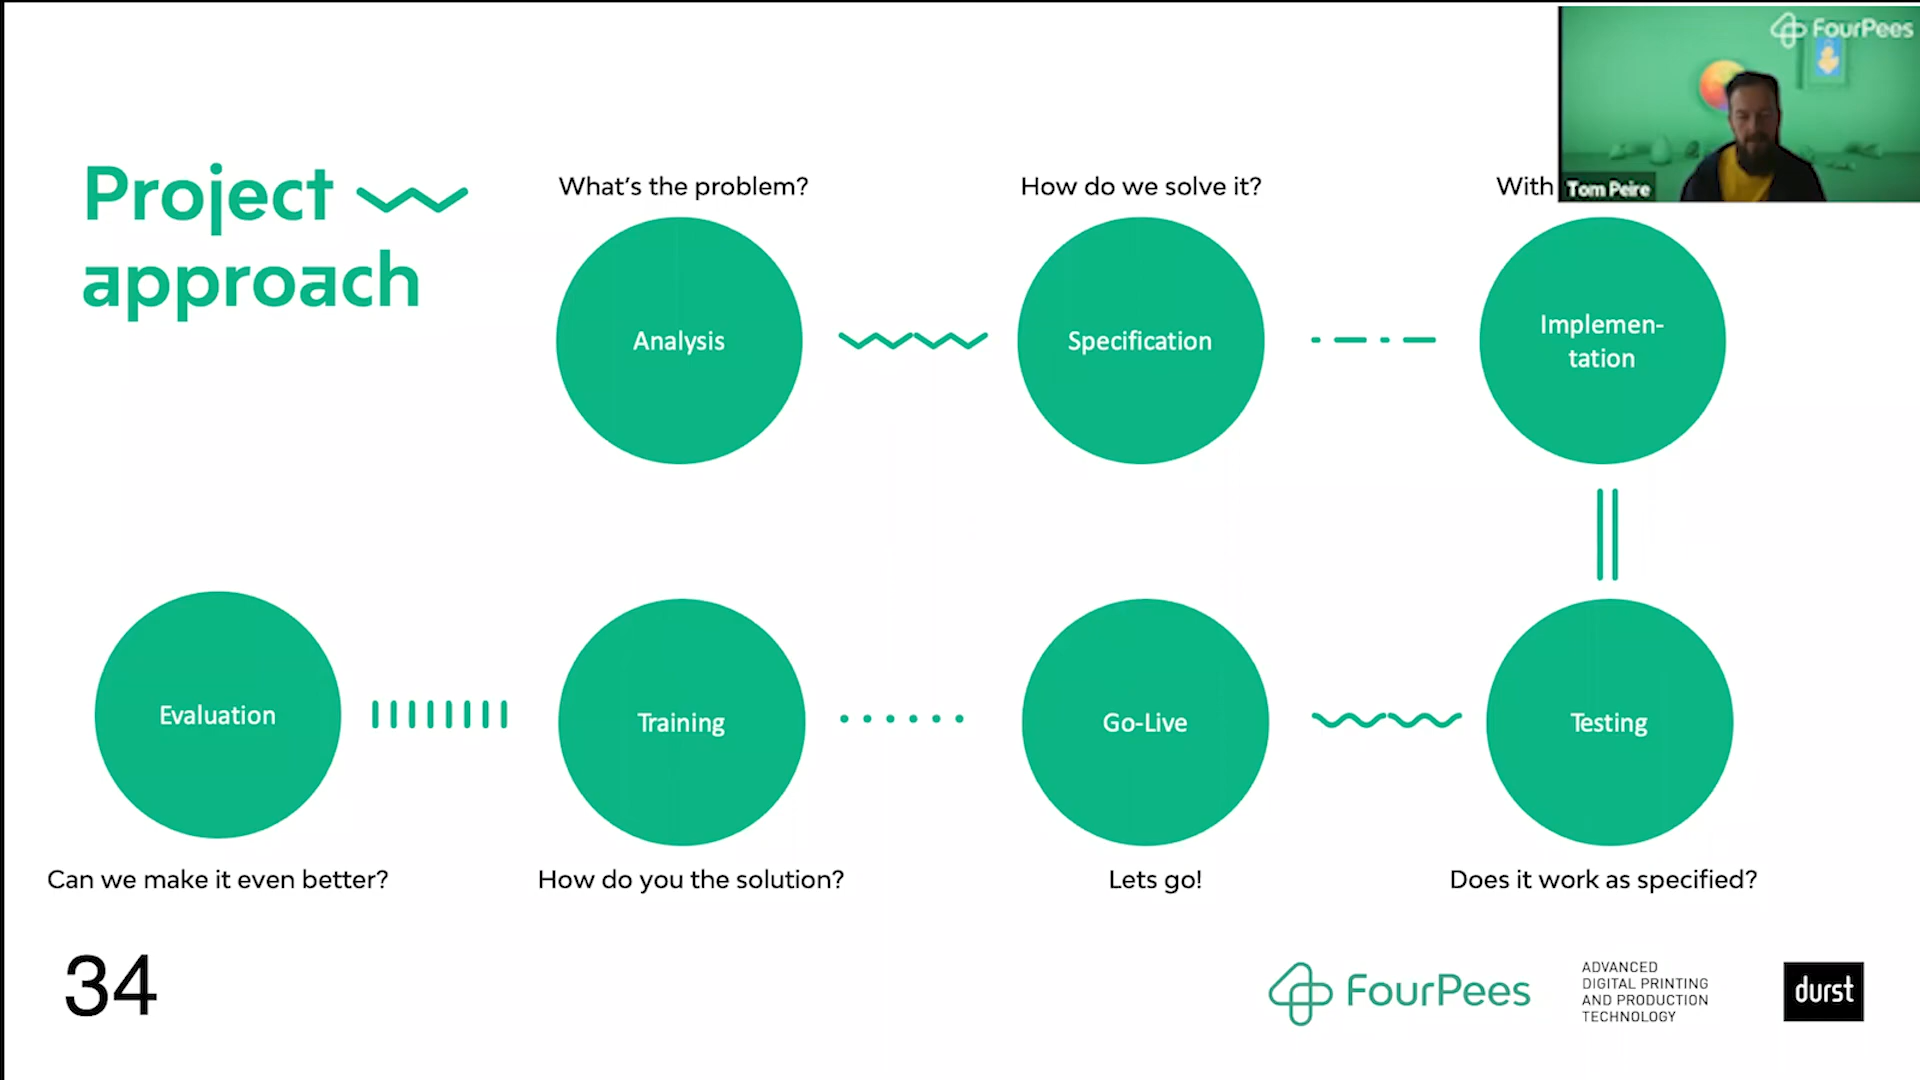 FourPees
Tom Peire
Project
approach
What's the problem?
How do we solve it?
With
Analysis
Specification
Implemen-
tation
Evaluation
Training
Go-Live
Testing
Can we make it even better?
How do you the solution?
Lets go!
Does it work as specified?
34
FourPees
ADVANCED
DIGITAL PRINTING
AND PRODUCTION
TECHNOLOGY
durst